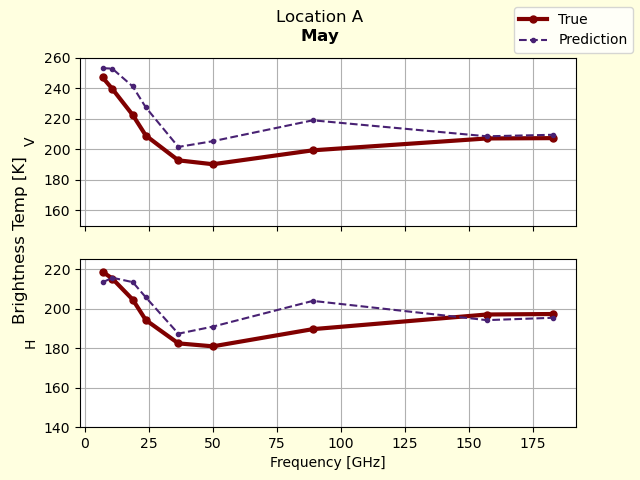 Location A
May
True
Prediction
Brightness Temp [K]
V
260
240
220
200
180
160
H
220
200
180
160
140
0
25
50
75
100
125
150
175
Frequency [GHz]